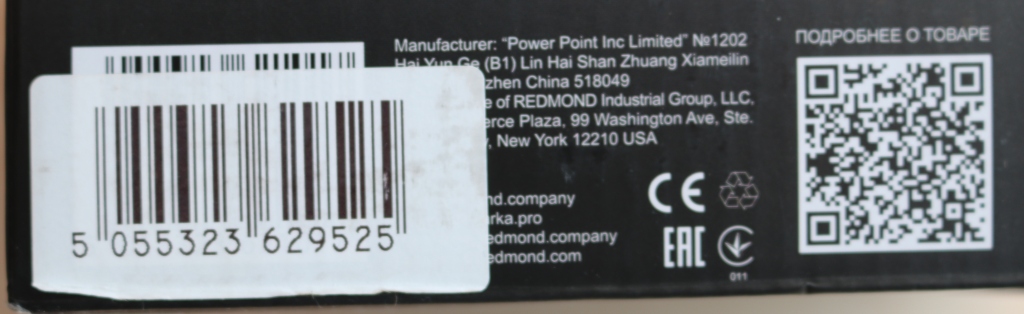 Manufacturer: “Power Point Inc Limited” №1202
Hai Yun Ge (B1) Lin Hai Shan Zhuang Xiameilin
zhen China 518049
e of REDMOND Industrial Group, LLC,
erce Plaza, 99 Washington Ave, Ste.
, New York 12210 USA
nd.company
rka.pro
edmond.company
edmond.com
5 055323 629525
CE
EAC
011
ПОДРОБНЕЕ О ТОВАРЕ